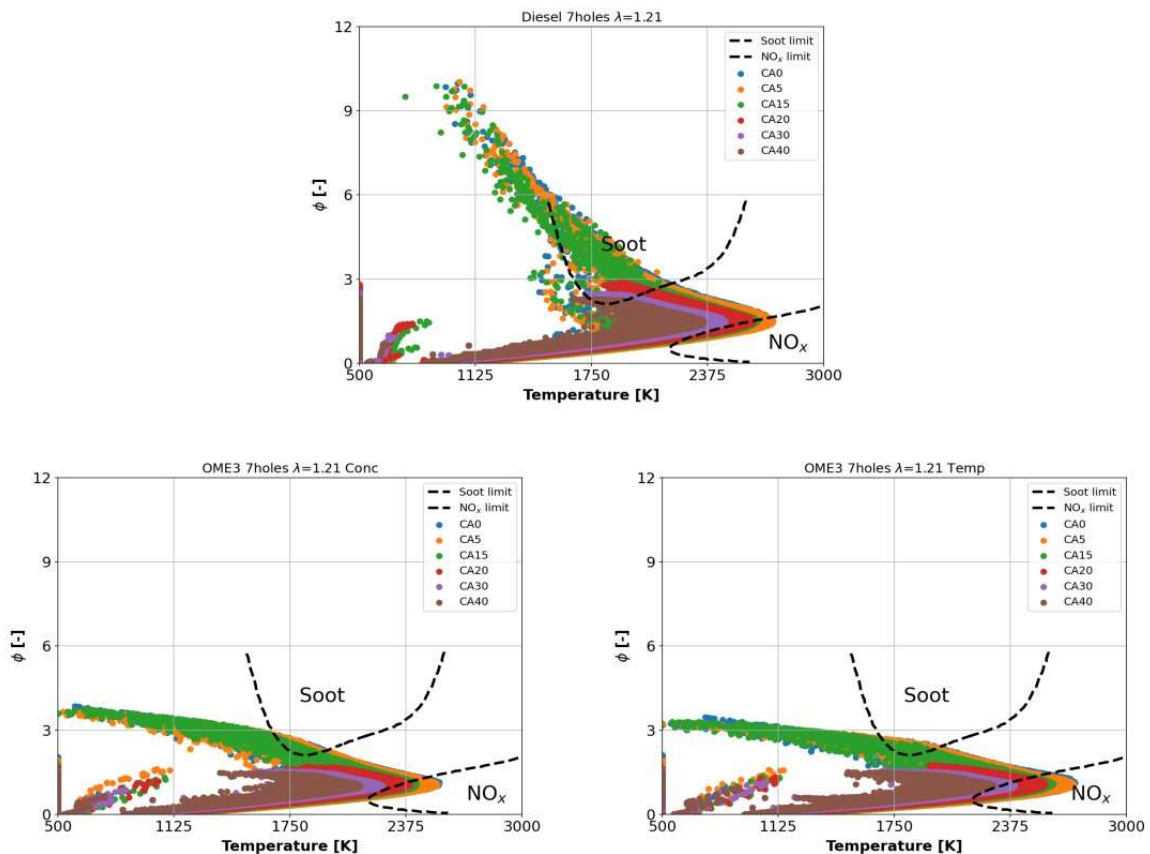 Diesel 7holes λ=1.21
12
9
6
3
0
ϕ [-]
Soot limit
NOx limit
CA0
CA5
CA15
CA20
CA30
CA40
Soot
NOx
500 1125 1750 2375 3000
Temperature [K]
OME3 7holes λ=1.21 Conc
12
9
6
3
0
ϕ [-]
Soot limit
NOx limit
CA0
CA5
CA15
CA20
CA30
CA40
Soot
NOx
500 1125 1750 2375 3000
Temperature [K]
OME3 7holes λ=1.21 Temp
12
9
6
3
0
ϕ [-]
Soot limit
NOx limit
CA0
CA5
CA15
CA20
CA30
CA40
Soot
NOx
500 1125 1750 2375 3000
Temperature [K]